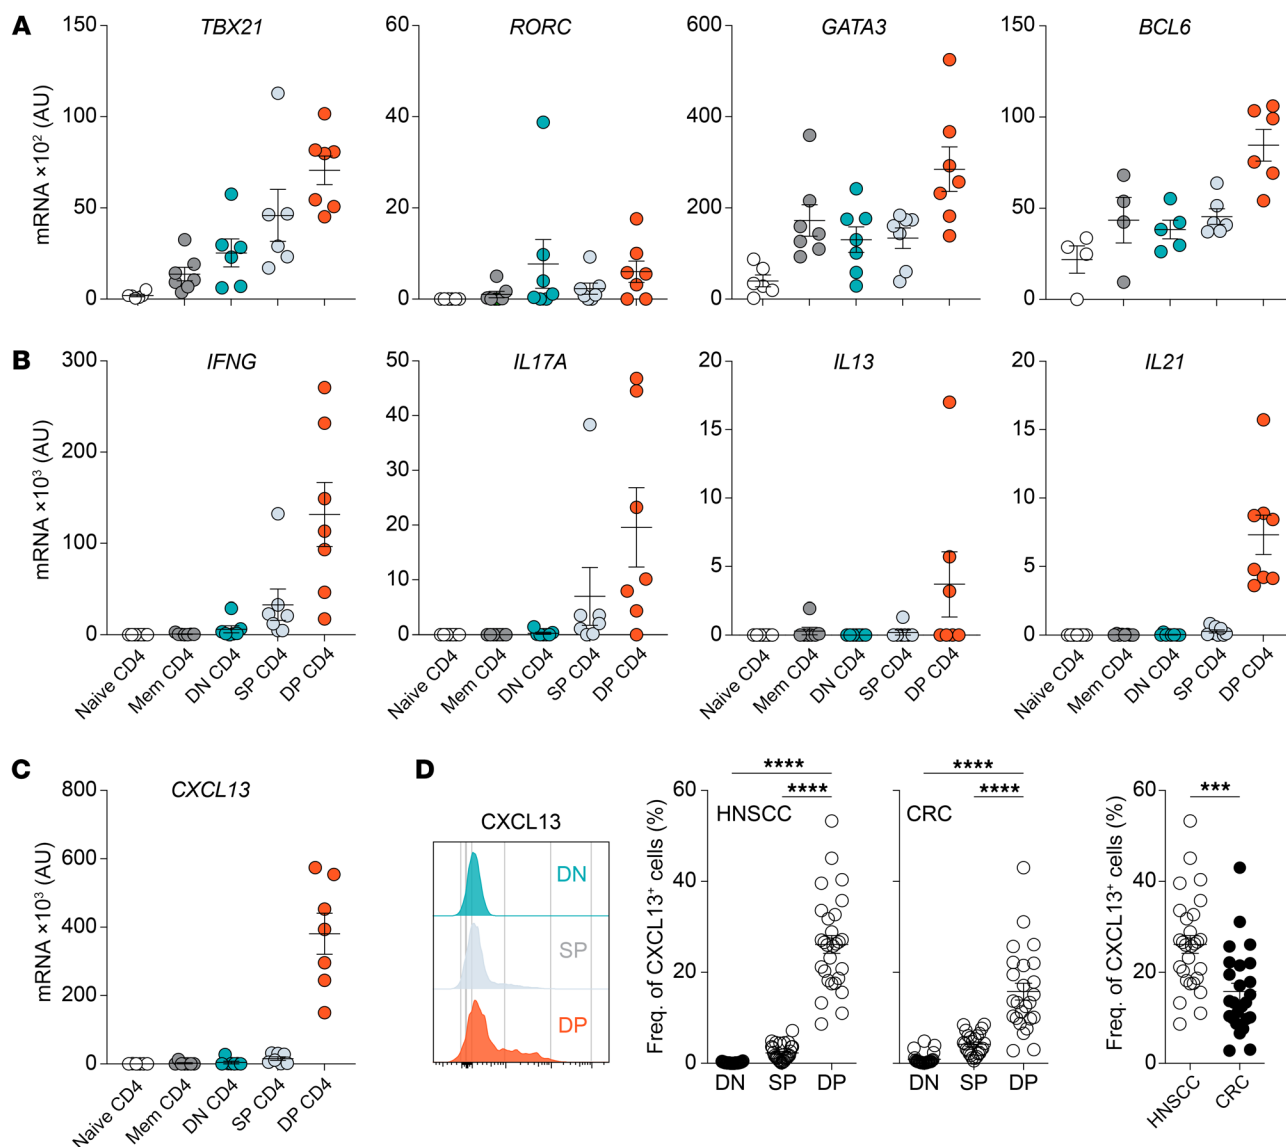 A
TBX21
RORC
GATA3
BCL6
mRNA ×10² (AU)
150
100
50
0
60
40
20
0
600
400
200
0
150
100
50
0
B
IFNG
IL17A
IL13
IL21
mRNA ×10³ (AU)
300
200
100
0
50
40
30
20
10
0
20
15
10
5
0
20
15
10
5
0
Naive CD4
Mem CD4
DN CD4
SP CD4
DP CD4
Naive CD4
Mem CD4
DN CD4
SP CD4
DP CD4
Naive CD4
Mem CD4
DN CD4
SP CD4
DP CD4
Naive CD4
Mem CD4
DN CD4
SP CD4
DP CD4
C
CXCL13
mRNA ×10³ (AU)
800
600
400
200
0
Naive CD4
Mem CD4
DN CD4
SP CD4
DP CD4
D
CXCL13
DN
SP
DP
Freq. of CXCL13⁺ cells (%)
60
40
20
0
HNSCC
****
****
DN
SP
DP
60
40
20
0
CRC
****
****
DN
SP
DP
Freq. of CXCL13⁺ cells (%)
60
40
20
0
***
HNSCC
CRC